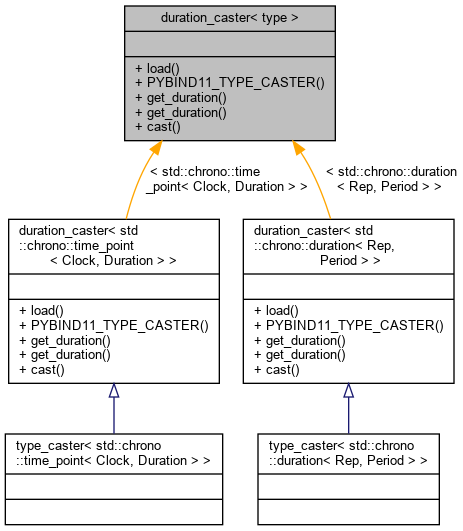 duration_caster< type >
+ load()
+ PYBIND11_TYPE_CASTER()
+ get_duration()
+ get_duration()
+ cast()
< std::chrono::time
_point< Clock, Duration > >
< std::chrono::duration
< Rep, Period > >
duration_caster< std
::chrono::time_point
< Clock, Duration > >
+ load()
+ PYBIND11_TYPE_CASTER()
+ get_duration()
+ get_duration()
+ cast()
duration_caster< std
::chrono::duration< Rep,
Period > >
+ load()
+ PYBIND11_TYPE_CASTER()
+ get_duration()
+ get_duration()
+ cast()
type_caster< std::chrono
::time_point< Clock, Duration > >
type_caster< std::chrono
::duration< Rep, Period > >